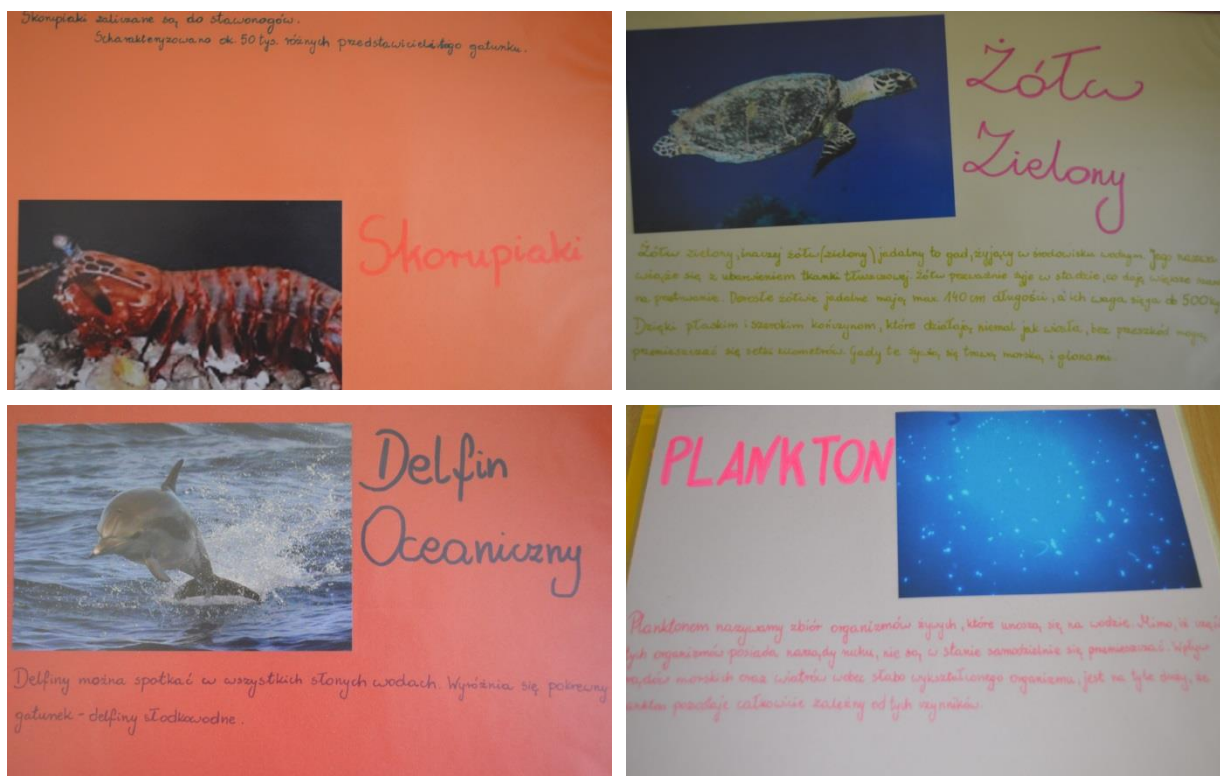 Skorupiaki zaliczane są do stawonogów.
Scharakteryzowano ok. 50 tys. różnych przedstawicieli tego gatunku.
Skorupiaki
Żółw
Zielony
Żółw zielony, inaczej żółw (zielony) jadalny to gad, żyjący w środowisku wodnym. Jego nazwa
wiąże się z ubarwieniem tkanki tłuszczowej. Żółw przeważnie żyje w stadzie, co daje większe szanse
na przetrwanie. Dorosłe żółwie jadalne mają max 140 cm długości, a ich waga sięga do 500 kg
Dzięki płaskim i szerokim kończynom, które działają niemal jak wiosła, bez przeszkód mogą
przemieszczać się setki kilometrów. Gady te żywią się trawą morską i glonami.
Delfin
Oceaniczny
Delfiny można spotkać w wszystkich słonych wodach. Wyróżnia się pokrewny
gatunek - delfiny słodkowodne.
PLANKTON
Planktonem nazywamy zbiór organizmów żywych, które unoszą się na wodzie. Mimo, iż część
tych organizmów posiada narządy ruchu, nie są w stanie samodzielnie się przemieszczać. Wpływ
prądów morskich oraz wiatrów wobec słabo wykształconego organizmu, jest na tyle duży, że
plankton pozostaje całkowicie zależny od tych czynników.